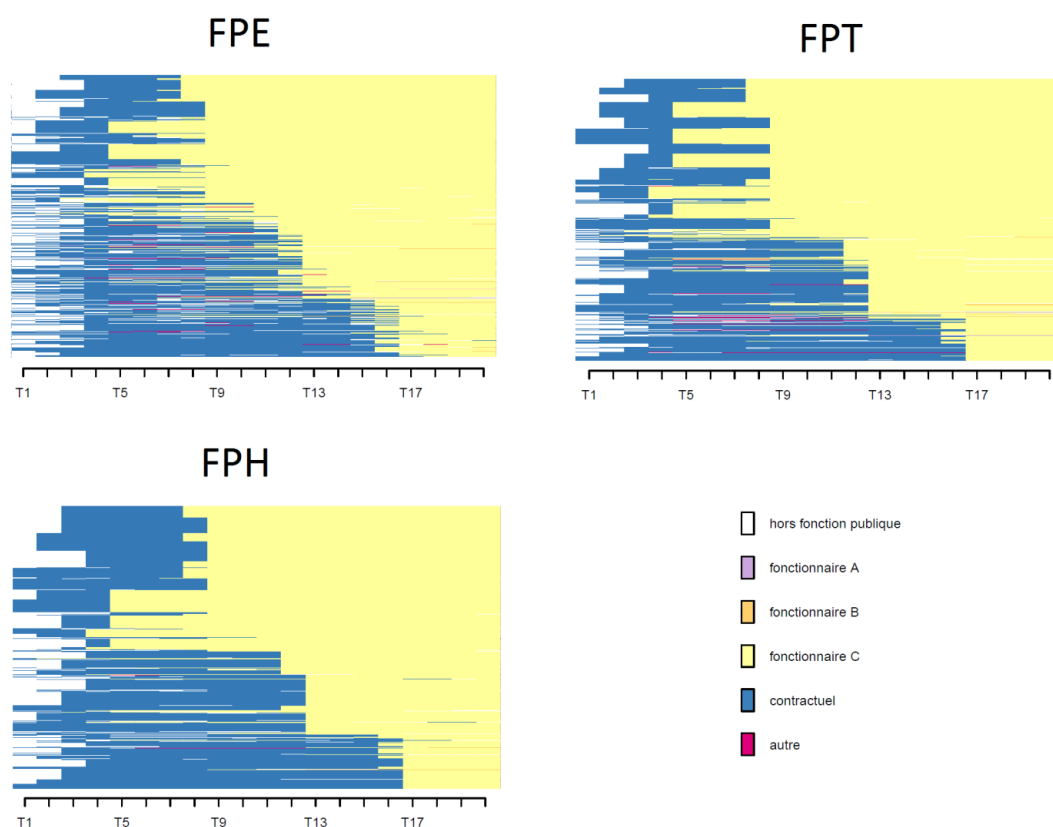 FPE
FPT
T1 T5 T9 T13 T17
T1 T5 T9 T13 T17
FPH
T1 T5 T9 T13 T17
hors fonction publique
fonctionnaire A
fonctionnaire B
fonctionnaire C
contractuel
autre